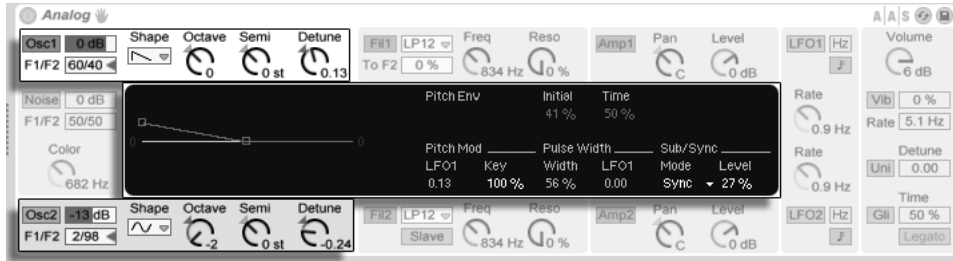 Analog A|A|S
Osc1 0 dB Shape Octave Semi Detune Fil1 LP12 Freq Reso Amp1 Pan Level LFO1 Hz Volume
F1/F2 60/40 0 0 st 0.13 To F2 0 % 834 Hz 0 % C 0 dB -6 dB
Noise 0 dB Pitch Env Initial Time Rate Vib 0 %
F1/F2 50/50 41 % 50 % 0.9 Hz Rate 5.1 Hz
0 0
Color Pitch Mod Pulse Width Sub/Sync Rate Detune
LFO1 Key Width LFO1 Mode Level Uni 0.00
682 Hz 0.13 100 % 56 % 0.00 Sync 27 % 0.9 Hz
Time
Osc2 -13 dB Shape Octave Semi Detune Fil2 LP12 Freq Reso Amp2 Pan Level LFO2 Hz Gli 50 %
F1/F2 2/98 -2 0 st -0.24 Slave 834 Hz 0 % C 0 dB Legato